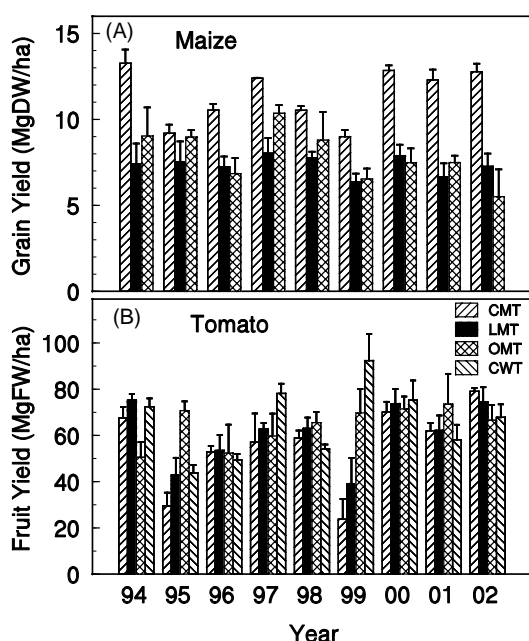 (A)
Maize
Grain Yield (MgDW/ha)
15
10
5
0
(B)
Tomato
CMT
LMT
OMT
CWT
Fruit Yield (MgFW/ha)
100
80
60
40
20
0
94 95 96 97 98 99 00 01 02
Year